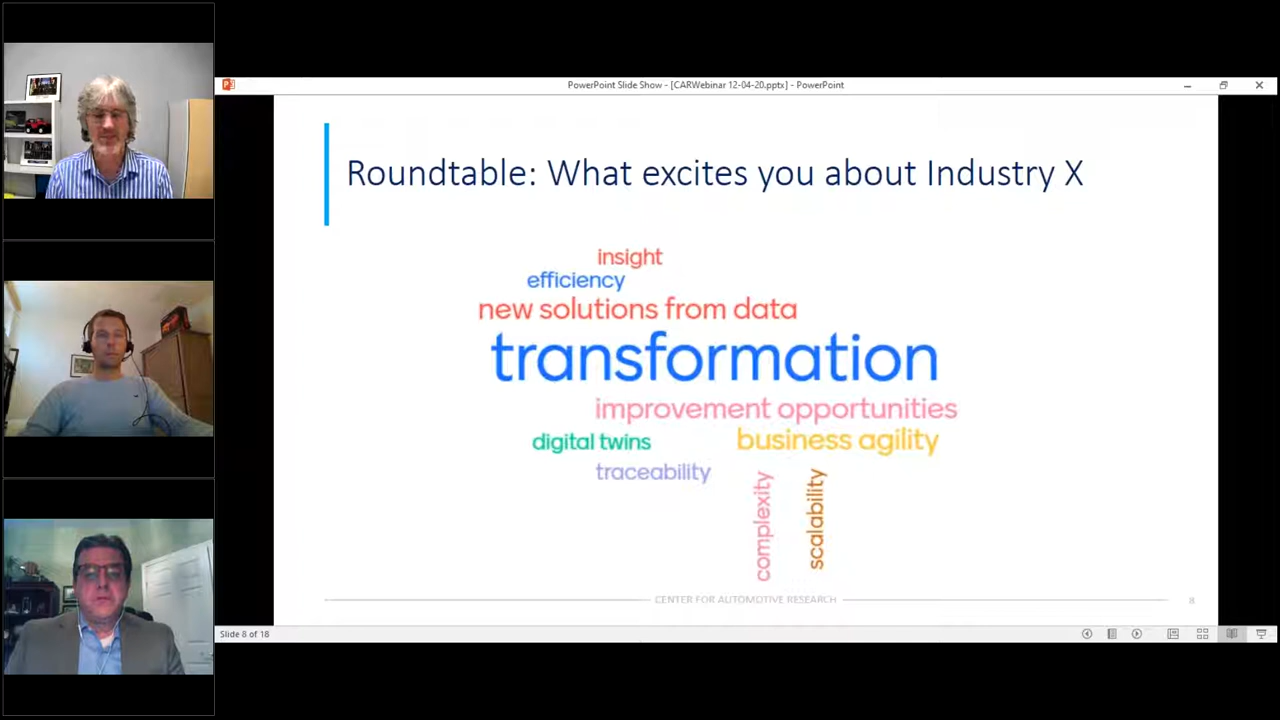 PowerPoint Slide Show - [CARWebinar 12-04-20.pptx] - PowerPoint
Roundtable: What excites you about Industry X
insight
efficiency
new solutions from data
transformation
improvement opportunities
digital twins
business agility
traceability
complexity
scalability
CENTER FOR AUTOMOTIVE RESEARCH
8
Slide 8 of 18